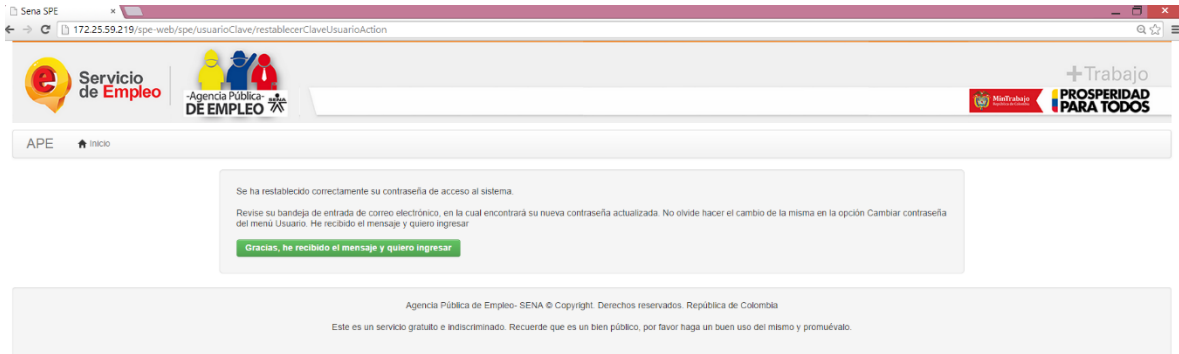 Sena SPE
172.25.59.219/spe-web/spe/usuarioClave/restablecerClaveUsuarioAction
e
Servicio
de Empleo
-Agencia Pública-
DE EMPLEO
SENA
+Trabajo
MinTrabajo
PROSPERIDAD
PARA TODOS
APE Inicio
Se ha restablecido correctamente su contraseña de acceso al sistema.
Revise su bandeja de entrada de correo electrónico, en la cual encontrará su nueva contraseña actualizada. No olvide hacer el cambio de la misma en la opción Cambiar contraseña
del menú Usuario. He recibido el mensaje y quiero ingresar
Gracias, he recibido el mensaje y quiero ingresar
Agencia Pública de Empleo- SENA © Copyright. Derechos reservados. República de Colombia
Este es un servicio gratuito e indiscriminado. Recuerde que es un bien público, por favor haga un buen uso del mismo y promuévalo.